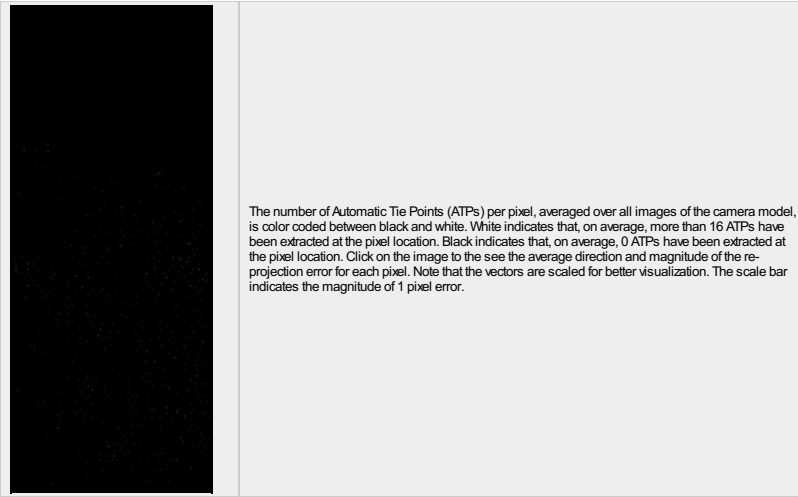 The number of Automatic Tie Points (ATPs) per pixel, averaged over all images of the camera model,
is color coded between black and white. White indicates that, on average, more than 16 ATPs have
been extracted at the pixel location. Black indicates that, on average, 0 ATPs have been extracted at
the pixel location. Click on the image to the see the average direction and magnitude of the re-
projection error for each pixel. Note that the vectors are scaled for better visualization. The scale bar
indicates the magnitude of 1 pixel error.